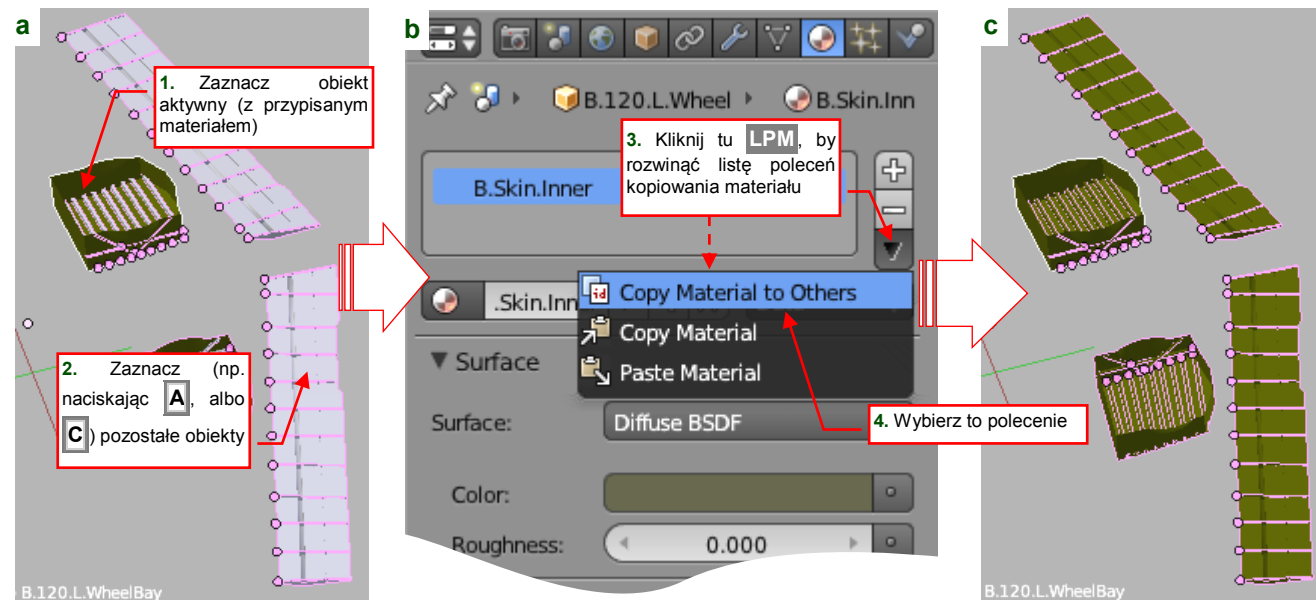 a
1. Zaznacz obiekt
aktywny (z przypisanym
materiałem)
2. Zaznacz (np.
naciskając A, albo
C) pozostałe obiekty
B.120.L.WheelBay
b
B.120.L.Wheel
B.Skin.Inn
3. Kliknij tu LPM, by
rozwinąć listę poleceń
kopiowania materiału
B.Skin.Inner
.Skin.Inn
Copy Material to Others
Copy Material
Paste Material
Surface
Surface:
Diffuse BSDF
4. Wybierz to polecenie
Color:
Roughness:
0.000
c
B.120.L.WheelBay